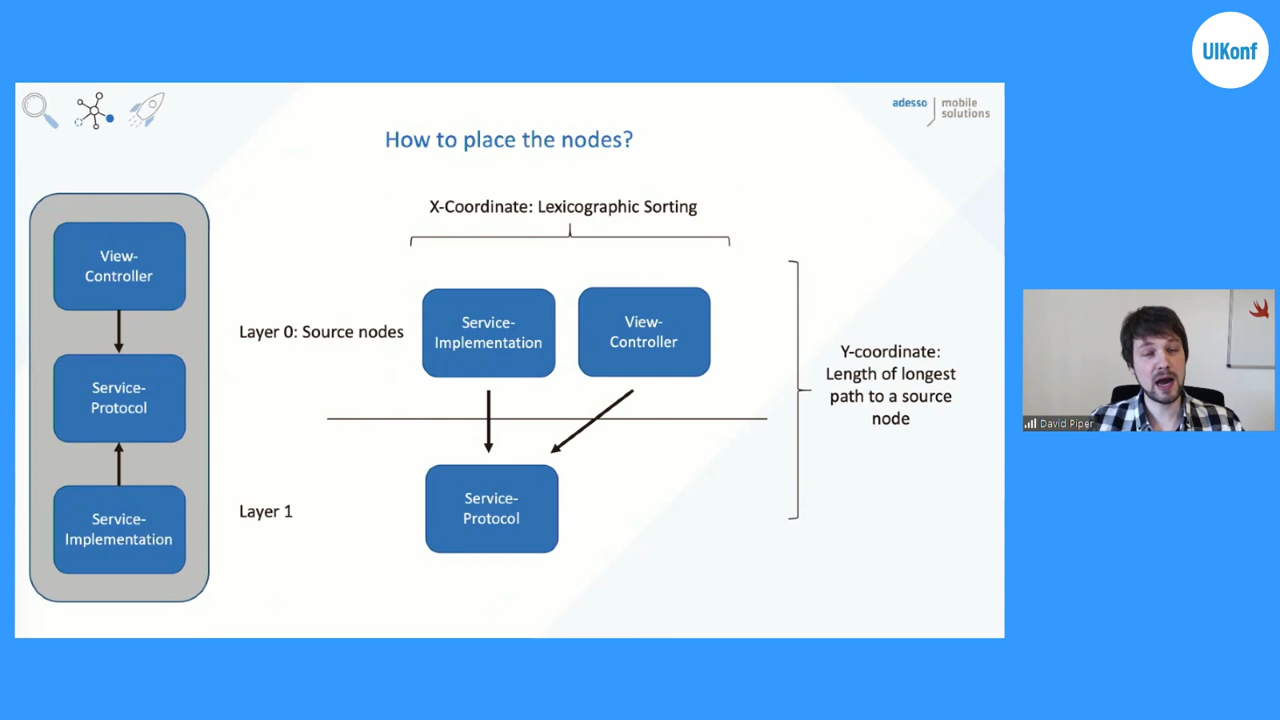 UIKonf
adesso
mobile
solutions
How to place the nodes?
X-Coordinate: Lexicographic Sorting
View-
Controller
Service-
Protocol
Service-
Implementation
Layer 0: Source nodes
Service-
Implementation
View-
Controller
Layer 1
Service-
Protocol
Y-coordinate:
Length of longest
path to a source
node
David Piper